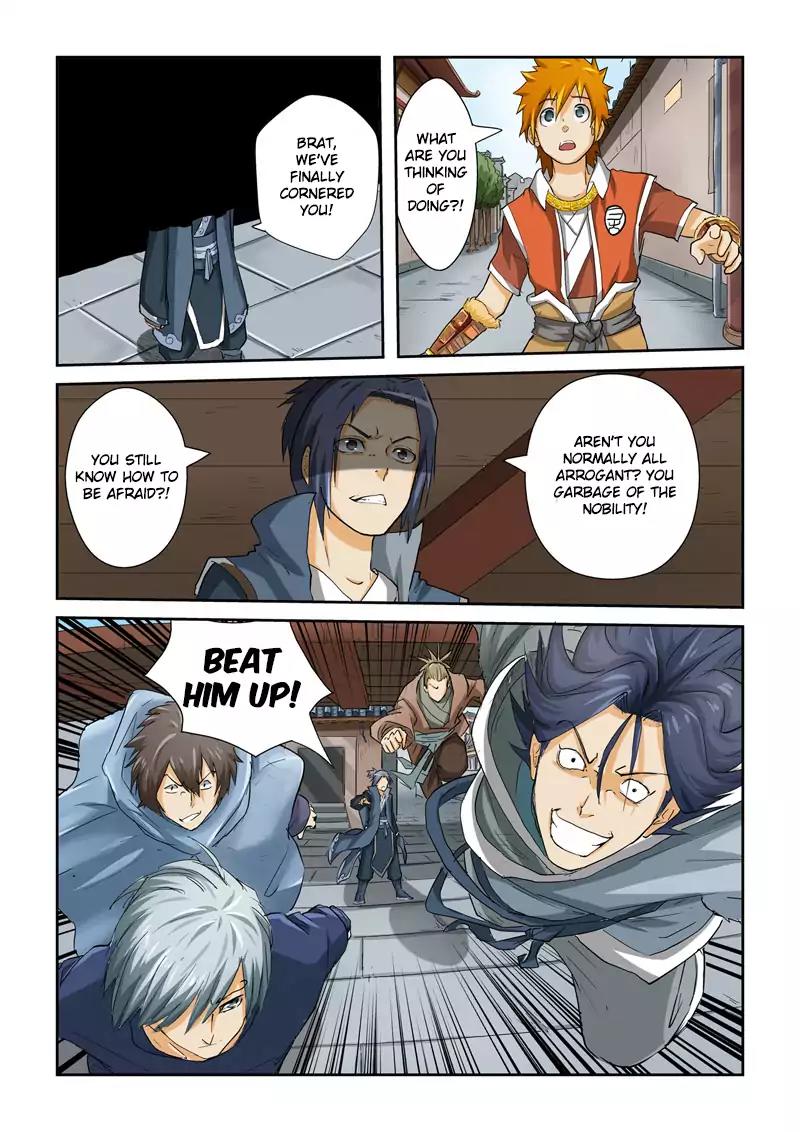 BRAT,
WE'VE
FINALLY
CORNERED
YOU!
WHAT
ARE YOU
THINKING
OF
DOING?!
YOU STILL
KNOW HOW TO
BE AFRAID?!
AREN'T YOU
NORMALLY ALL
ARROGANT? YOU
GARBAGE OF THE
NOBILITY!
BEAT
HIM UP!